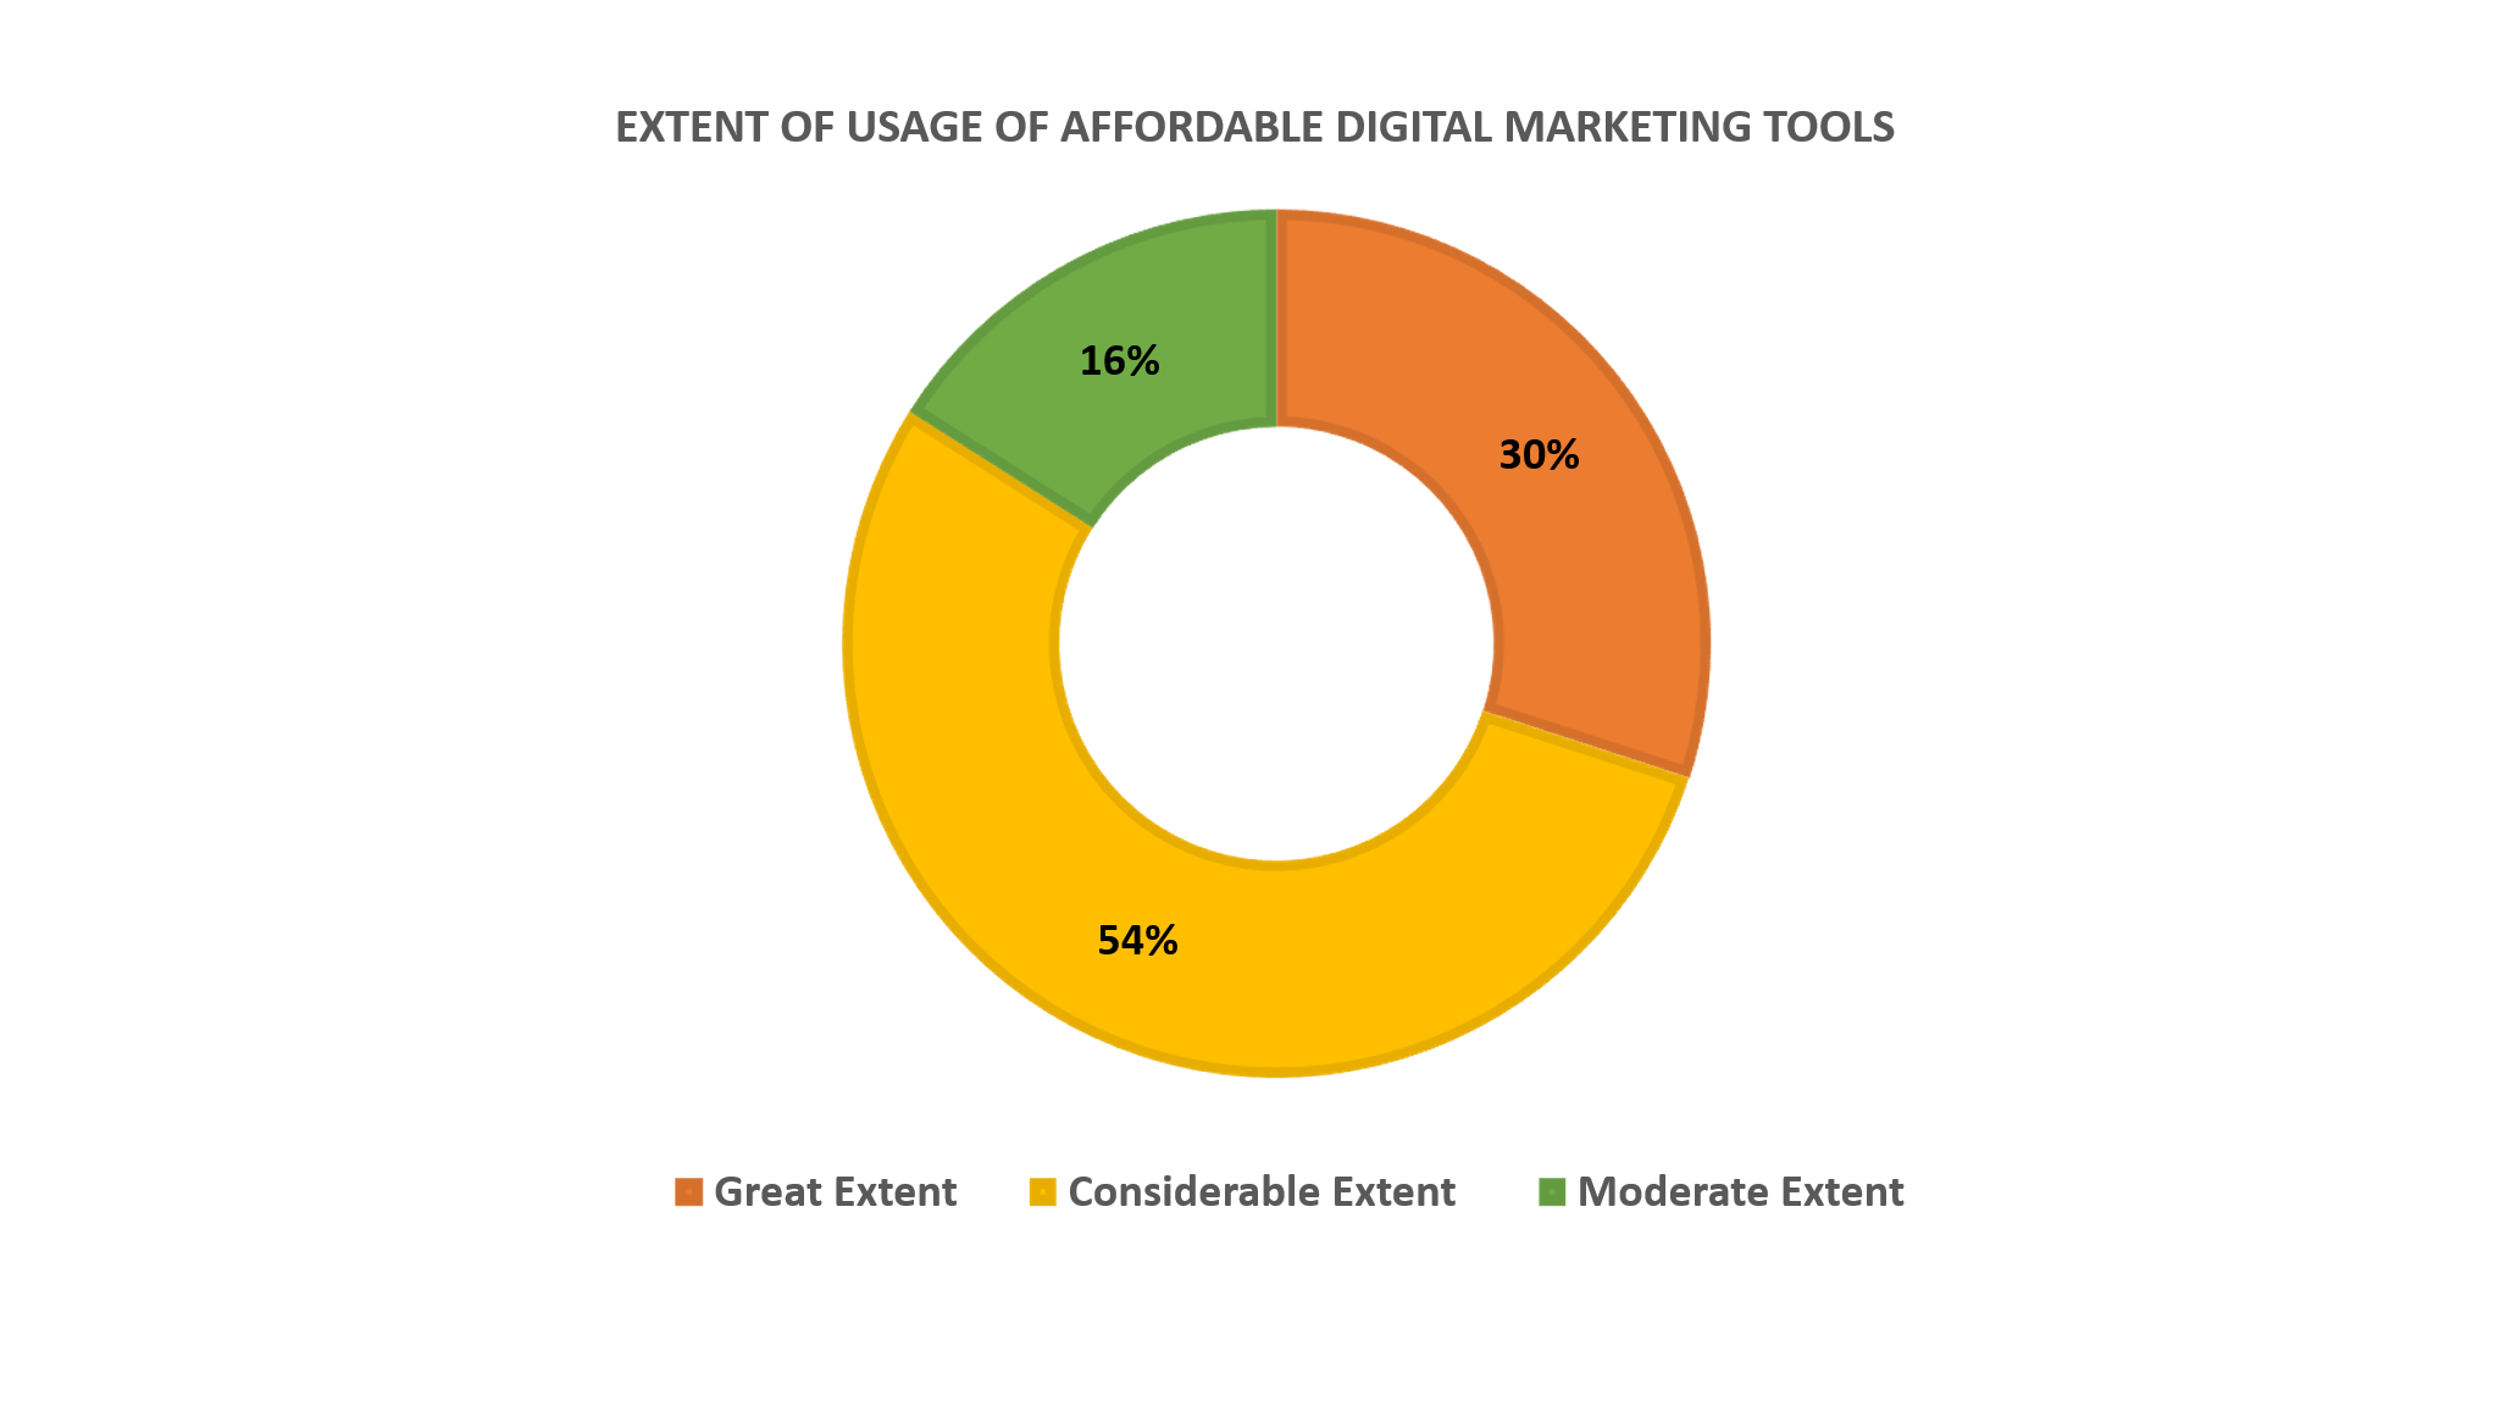 EXTENT OF USAGE OF AFFORDABLE DIGITAL MARKETING TOOLS
16%
30%
54%
Great Extent Considerable Extent Moderate Extent